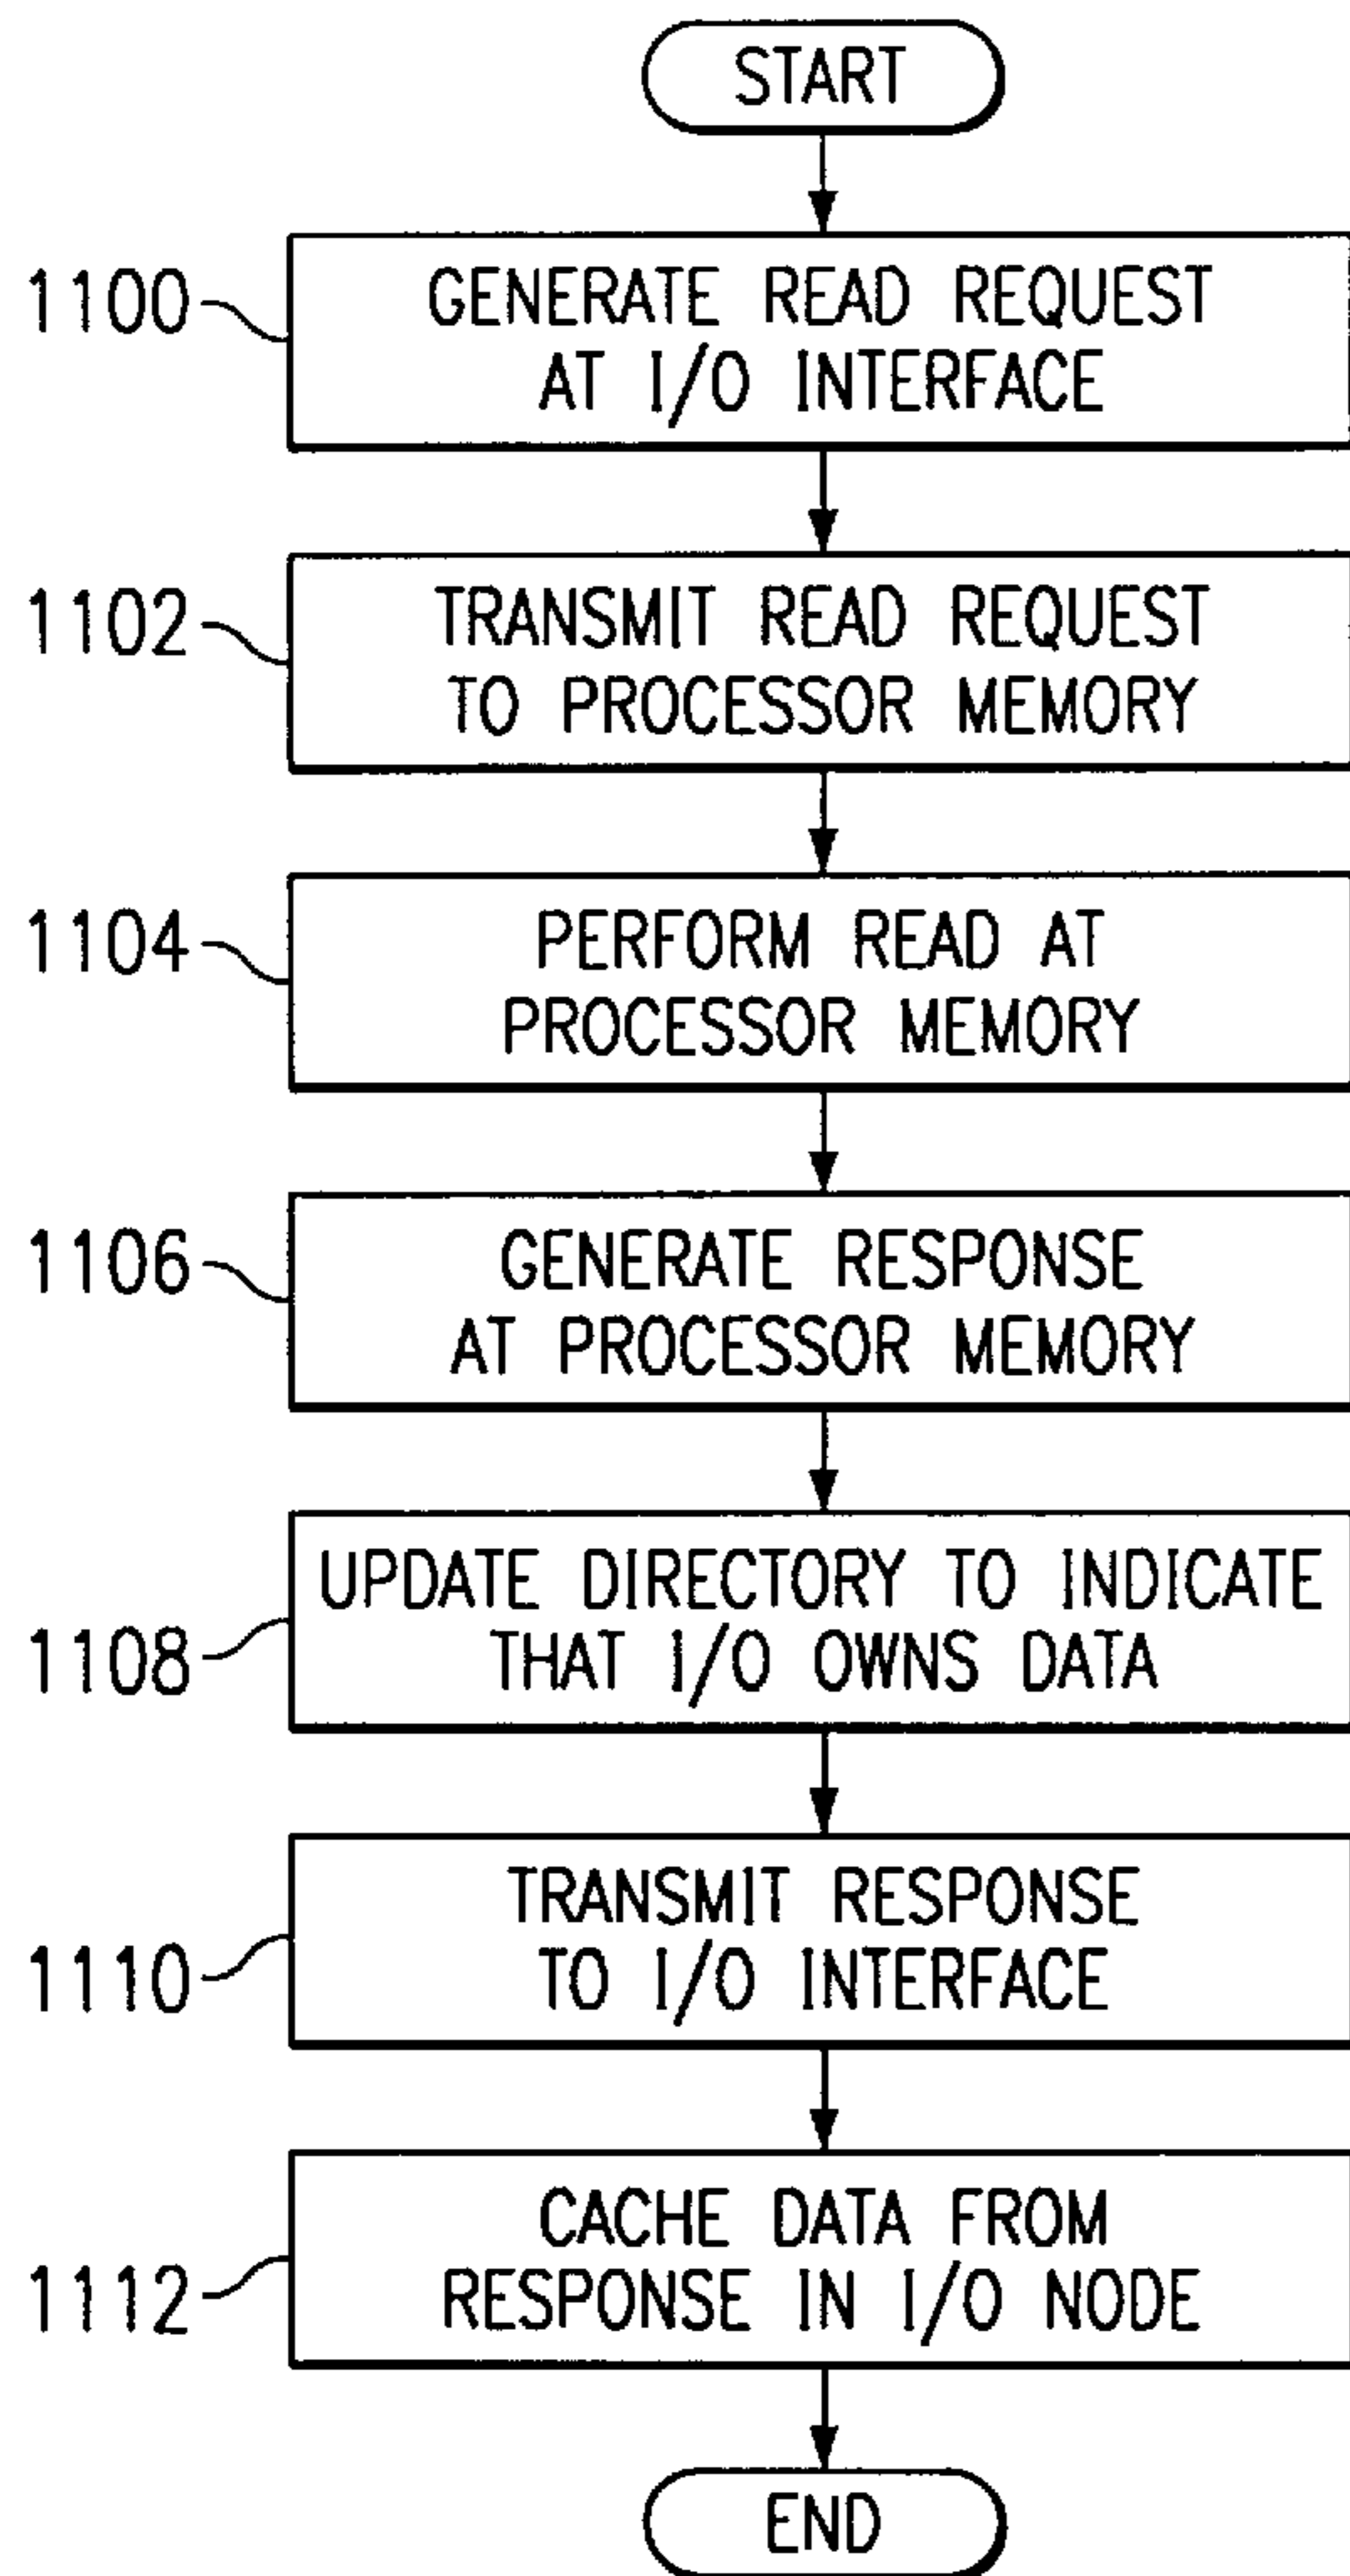 START
1100
GENERATE READ REQUEST
AT I/O INTERFACE
1102
TRANSMIT READ REQUEST
TO PROCESSOR MEMORY
1104
PERFORM READ AT
PROCESSOR MEMORY
1106
GENERATE RESPONSE
AT PROCESSOR MEMORY
1108
UPDATE DIRECTORY TO INDICATE
THAT I/O OWNS DATA
1110
TRANSMIT RESPONSE
TO I/O INTERFACE
1112
CACHE DATA FROM
RESPONSE IN I/O NODE
END